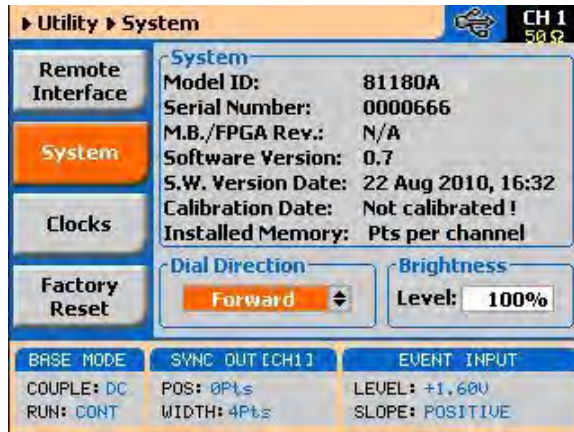 ▸ Utility ▸ System
CH 1
50 Ω
Remote Interface
System
Clocks
Factory Reset
System
Model ID: 81180A
Serial Number: 0000666
M.B./FPGA Rev.: N/A
Software Version: 0.7
S.W. Version Date: 22 Aug 2010, 16:32
Calibration Date: Not calibrated !
Installed Memory: Pts per channel
Dial Direction
Forward
Brightness
Level: 100%
BASE MODE
COUPLE: DC
RUN: CONT
SYNC OUT[CH1]
POS: 0Pts
WIDTH: 4Pts
EVENT INPUT
LEVEL: +1.60V
SLOPE: POSITIVE